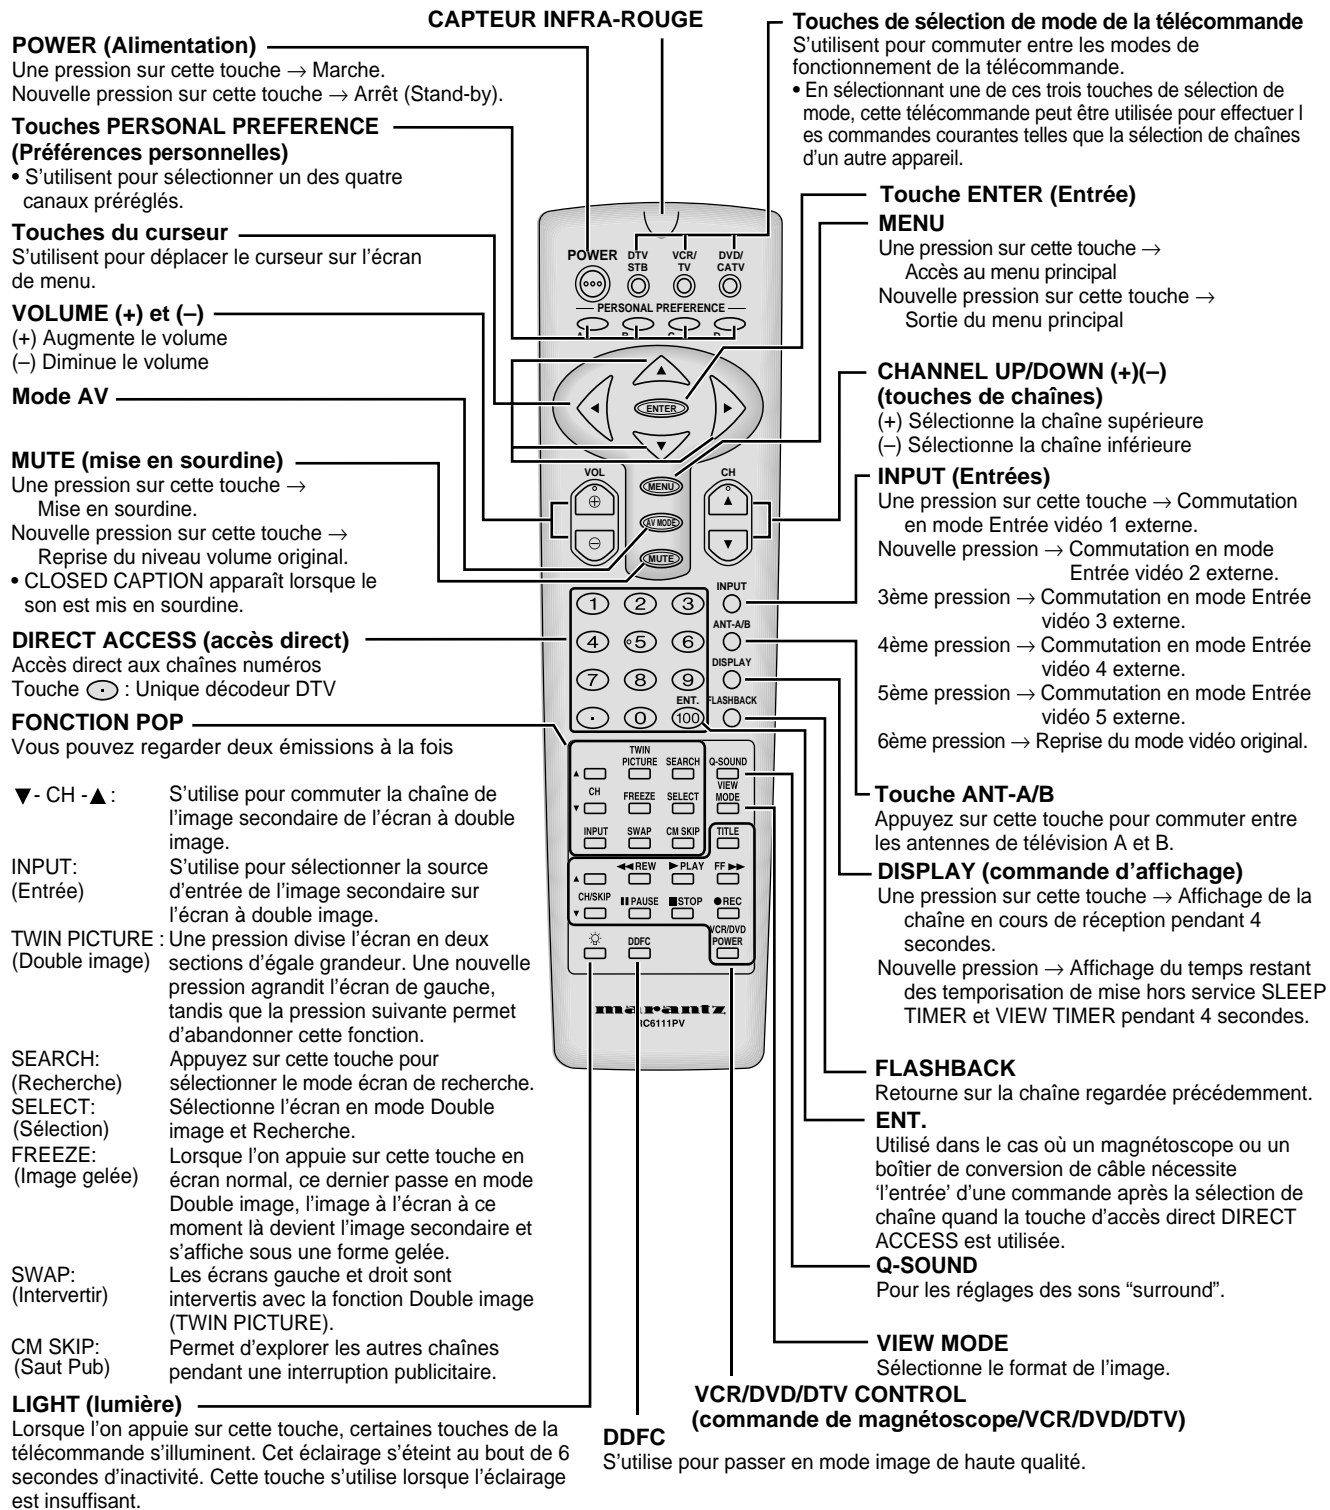 CAPTEUR INFRA-ROUGE
POWER (Alimentation)
Une pression sur cette touche → Marche.
Nouvelle pression sur cette touche → Arrêt (Stand-by).
Touches PERSONAL PREFERENCE
(Préférences personnelles)
• S'utilisent pour sélectionner un des quatre
canaux préréglés.
Touches du curseur
S'utilisent pour déplacer le curseur sur l'écran
de menu.
VOLUME (+) et (–)
(+) Augmente le volume
(–) Diminue le volume
Mode AV
MUTE (mise en sourdine)
Une pression sur cette touche →
Mise en sourdine.
Nouvelle pression sur cette touche →
Reprise du niveau volume original.
• CLOSED CAPTION apparaît lorsque le
son est mis en sourdine.
DIRECT ACCESS (accès direct)
Accès direct aux chaînes numéros
Touche (·) : Unique décodeur DTV
FONCTION POP
Vous pouvez regarder deux émissions à la fois
▼- CH -▲ : S'utilise pour commuter la chaîne de
l'image secondaire de l'écran à double
image.
INPUT: S'utilise pour sélectionner la source
(Entrée) d'entrée de l'image secondaire sur
l'écran à double image.
TWIN PICTURE : Une pression divise l'écran en deux
(Double image) sections d'égale grandeur. Une nouvelle
pression agrandit l'écran de gauche,
tandis que la pression suivante permet
d'abandonner cette fonction.
SEARCH: Appuyez sur cette touche pour
(Recherche) sélectionner le mode écran de recherche.
SELECT: Sélectionne l'écran en mode Double
(Sélection) image et Recherche.
FREEZE: Lorsque l'on appuie sur cette touche en
(Image gelée) écran normal, ce dernier passe en mode
Double image, l'image à l'écran à ce
moment là devient l'image secondaire et
s'affiche sous une forme gelée.
SWAP: Les écrans gauche et droit sont
(Intervertir) intervertis avec la fonction Double image
(TWIN PICTURE).
CM SKIP: Permet d'explorer les autres chaînes
(Saut Pub) pendant une interruption publicitaire.
LIGHT (lumière)
Lorsque l'on appuie sur cette touche, certaines touches de la
télécommande s'illuminent. Cet éclairage s'éteint au bout de 6
secondes d'inactivité. Cette touche s'utilise lorsque l'éclairage
est insuffisant.
POWER DTV STB VCR/ TV DVD/ CATV
PERSONAL PREFERENCE
ENTER
VOL MENU CH
AV MODE
MUTE
INPUT
1 2 3
ANT-A/B
4 5 6
DISPLAY
7 8 9
ENT. FLASHBACK
· 0 100
TWIN PICTURE SEARCH Q-SOUND
CH FREEZE SELECT VIEW MODE
INPUT SWAP CM SKIP TITLE
◀◀ REW ▶ PLAY FF ▶▶
CH/SKIP ❚❚ PAUSE ■ STOP ● REC
DDFC VCR/DVD POWER
marantz
RC6111PV
Touches de sélection de mode de la télécommande
S'utilisent pour commuter entre les modes de
fonctionnement de la télécommande.
• En sélectionnant une de ces trois touches de sélection de
mode, cette télécommande peut être utilisée pour effectuer l
es commandes courantes telles que la sélection de chaînes
d'un autre appareil.
Touche ENTER (Entrée)
MENU
Une pression sur cette touche →
Accès au menu principal
Nouvelle pression sur cette touche →
Sortie du menu principal
CHANNEL UP/DOWN (+)(–)
(touches de chaînes)
(+) Sélectionne la chaîne supérieure
(–) Sélectionne la chaîne inférieure
INPUT (Entrées)
Une pression sur cette touche → Commutation
en mode Entrée vidéo 1 externe.
Nouvelle pression → Commutation en mode
Entrée vidéo 2 externe.
3ème pression → Commutation en mode Entrée
vidéo 3 externe.
4ème pression → Commutation en mode Entrée
vidéo 4 externe.
5ème pression → Commutation en mode Entrée
vidéo 5 externe.
6ème pression → Reprise du mode vidéo original.
Touche ANT-A/B
Appuyez sur cette touche pour commuter entre
les antennes de télévision A et B.
DISPLAY (commande d'affichage)
Une pression sur cette touche → Affichage de la
chaîne en cours de réception pendant 4
secondes.
Nouvelle pression → Affichage du temps restant
des temporisation de mise hors service SLEEP
TIMER et VIEW TIMER pendant 4 secondes.
FLASHBACK
Retourne sur la chaîne regardée précédemment.
ENT.
Utilisé dans le cas où un magnétoscope ou un
boîtier de conversion de câble nécessite
'l'entrée' d'une commande après la sélection de
chaîne quand la touche d'accès direct DIRECT
ACCESS est utilisée.
Q-SOUND
Pour les réglages des sons "surround".
VIEW MODE
Sélectionne le format de l'image.
VCR/DVD/DTV CONTROL
(commande de magnétoscope/VCR/DVD/DTV)
DDFC
S'utilise pour passer en mode image de haute qualité.